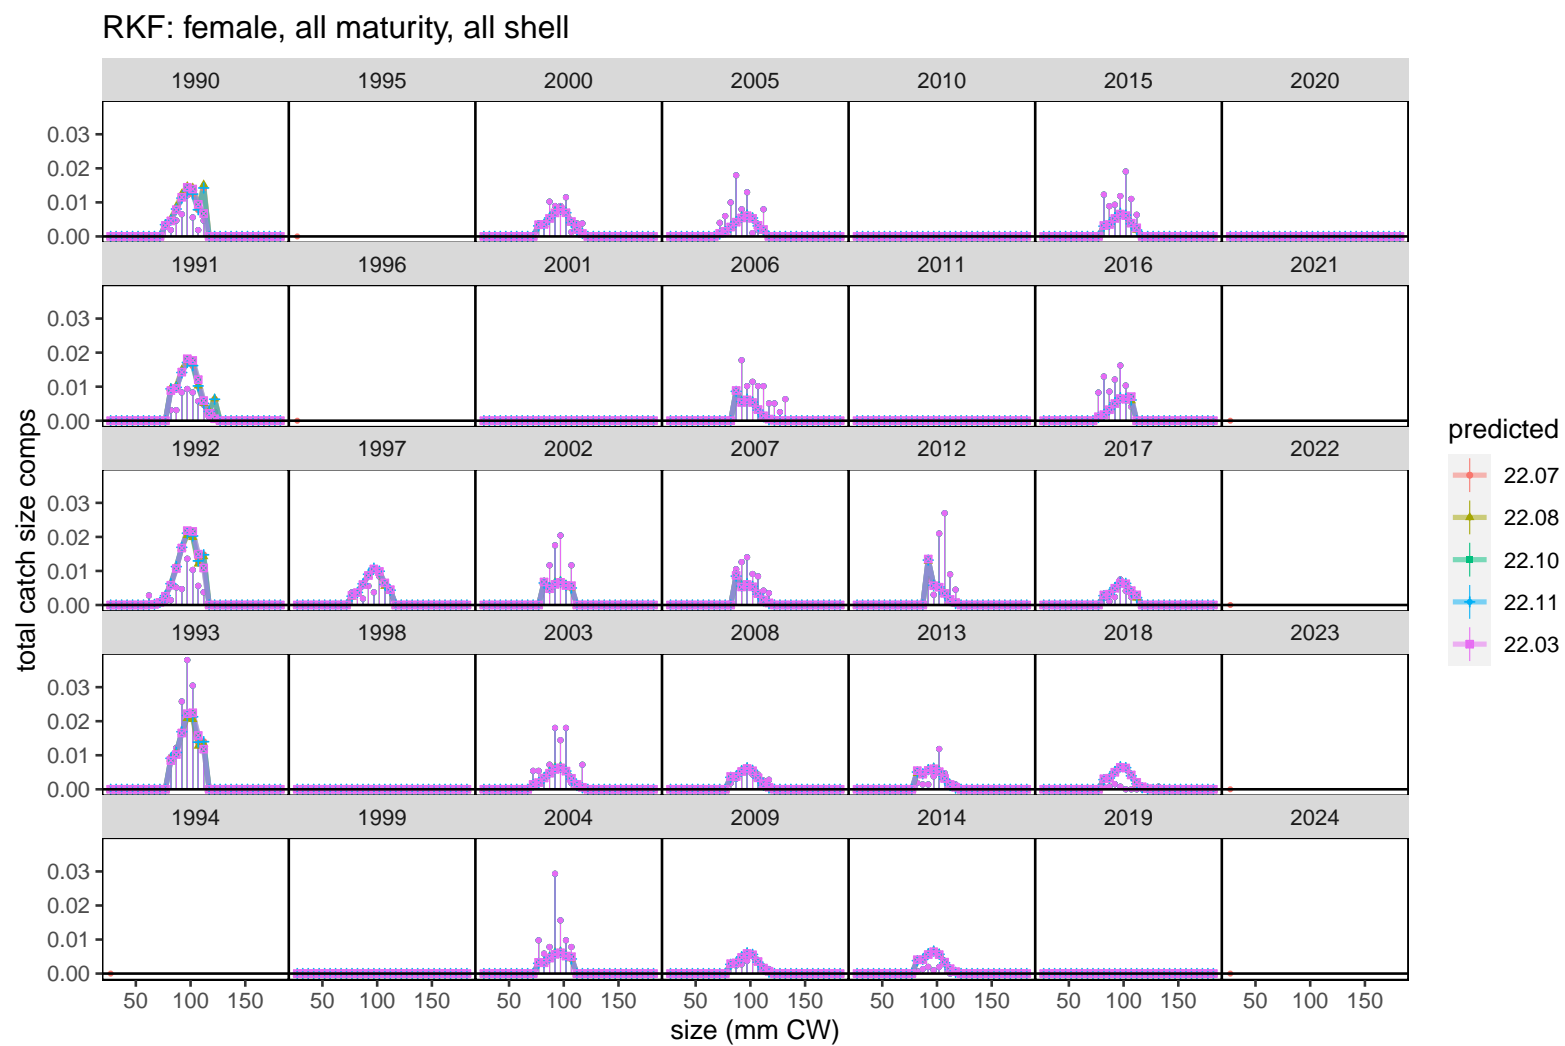 RKF: female, all maturity, all shell
1990 1995 2000 2005 2010 2015 2020
0.03
0.02
0.01
0.00
1991 1996 2001 2006 2011 2016 2021
0.03
0.02
0.01
0.00
1992 1997 2002 2007 2012 2017 2022
0.03
0.02
0.01
0.00
1993 1998 2003 2008 2013 2018 2023
0.03
0.02
0.01
0.00
1994 1999 2004 2009 2014 2019 2024
0.03
0.02
0.01
0.00
50 100 150 50 100 150 50 100 150 50 100 150 50 100 150 50 100 150 50 100 150
size (mm CW)
total catch size comps
predicted
22.07
22.08
22.10
22.11
22.03